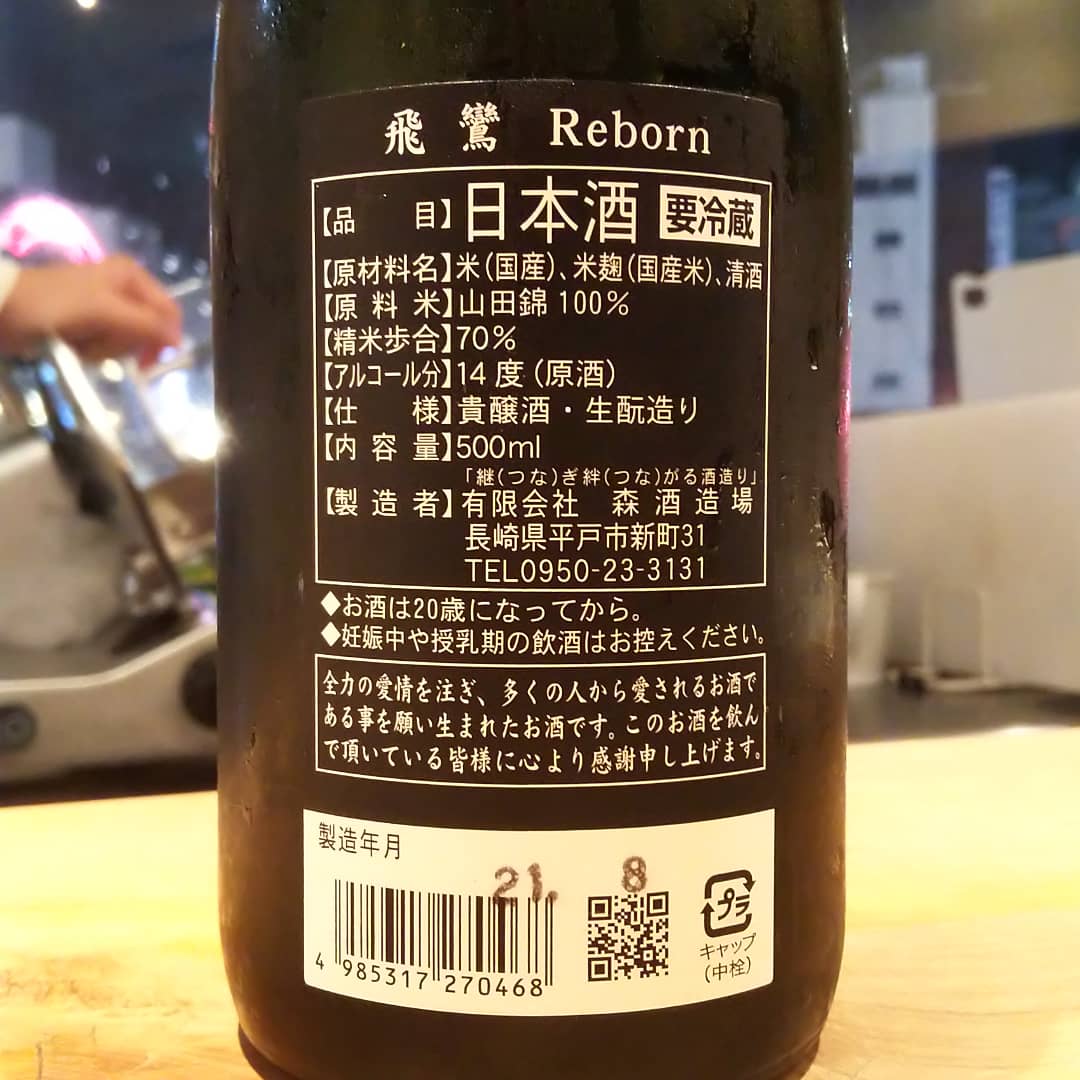 飛鸞 Reborn
【品目】日本酒 要冷蔵
【原材料名】米(国産)、米麹(国産米)、清酒
【原料米】山田錦 100%
【精米歩合】70%
【アルコール分】14度(原酒)
【仕様】貴醸酒・生酛造り
【内容量】500ml
「継(つな)ぎ絆(つな)がる酒造り」
【製造者】有限会社 森酒造場
長崎県平戸市新町31
TEL0950-23-3131
◆お酒は20歳になってから。
◆妊娠中や授乳期の飲酒はお控えください。
全力の愛情を注ぎ、多くの人から愛されるお酒で
ある事を願い生まれたお酒です。このお酒を飲ん
で頂いている皆様に心より感謝申し上げます。
製造年月
21. 8
4 985317 270468
プラ
キャップ
(中栓)